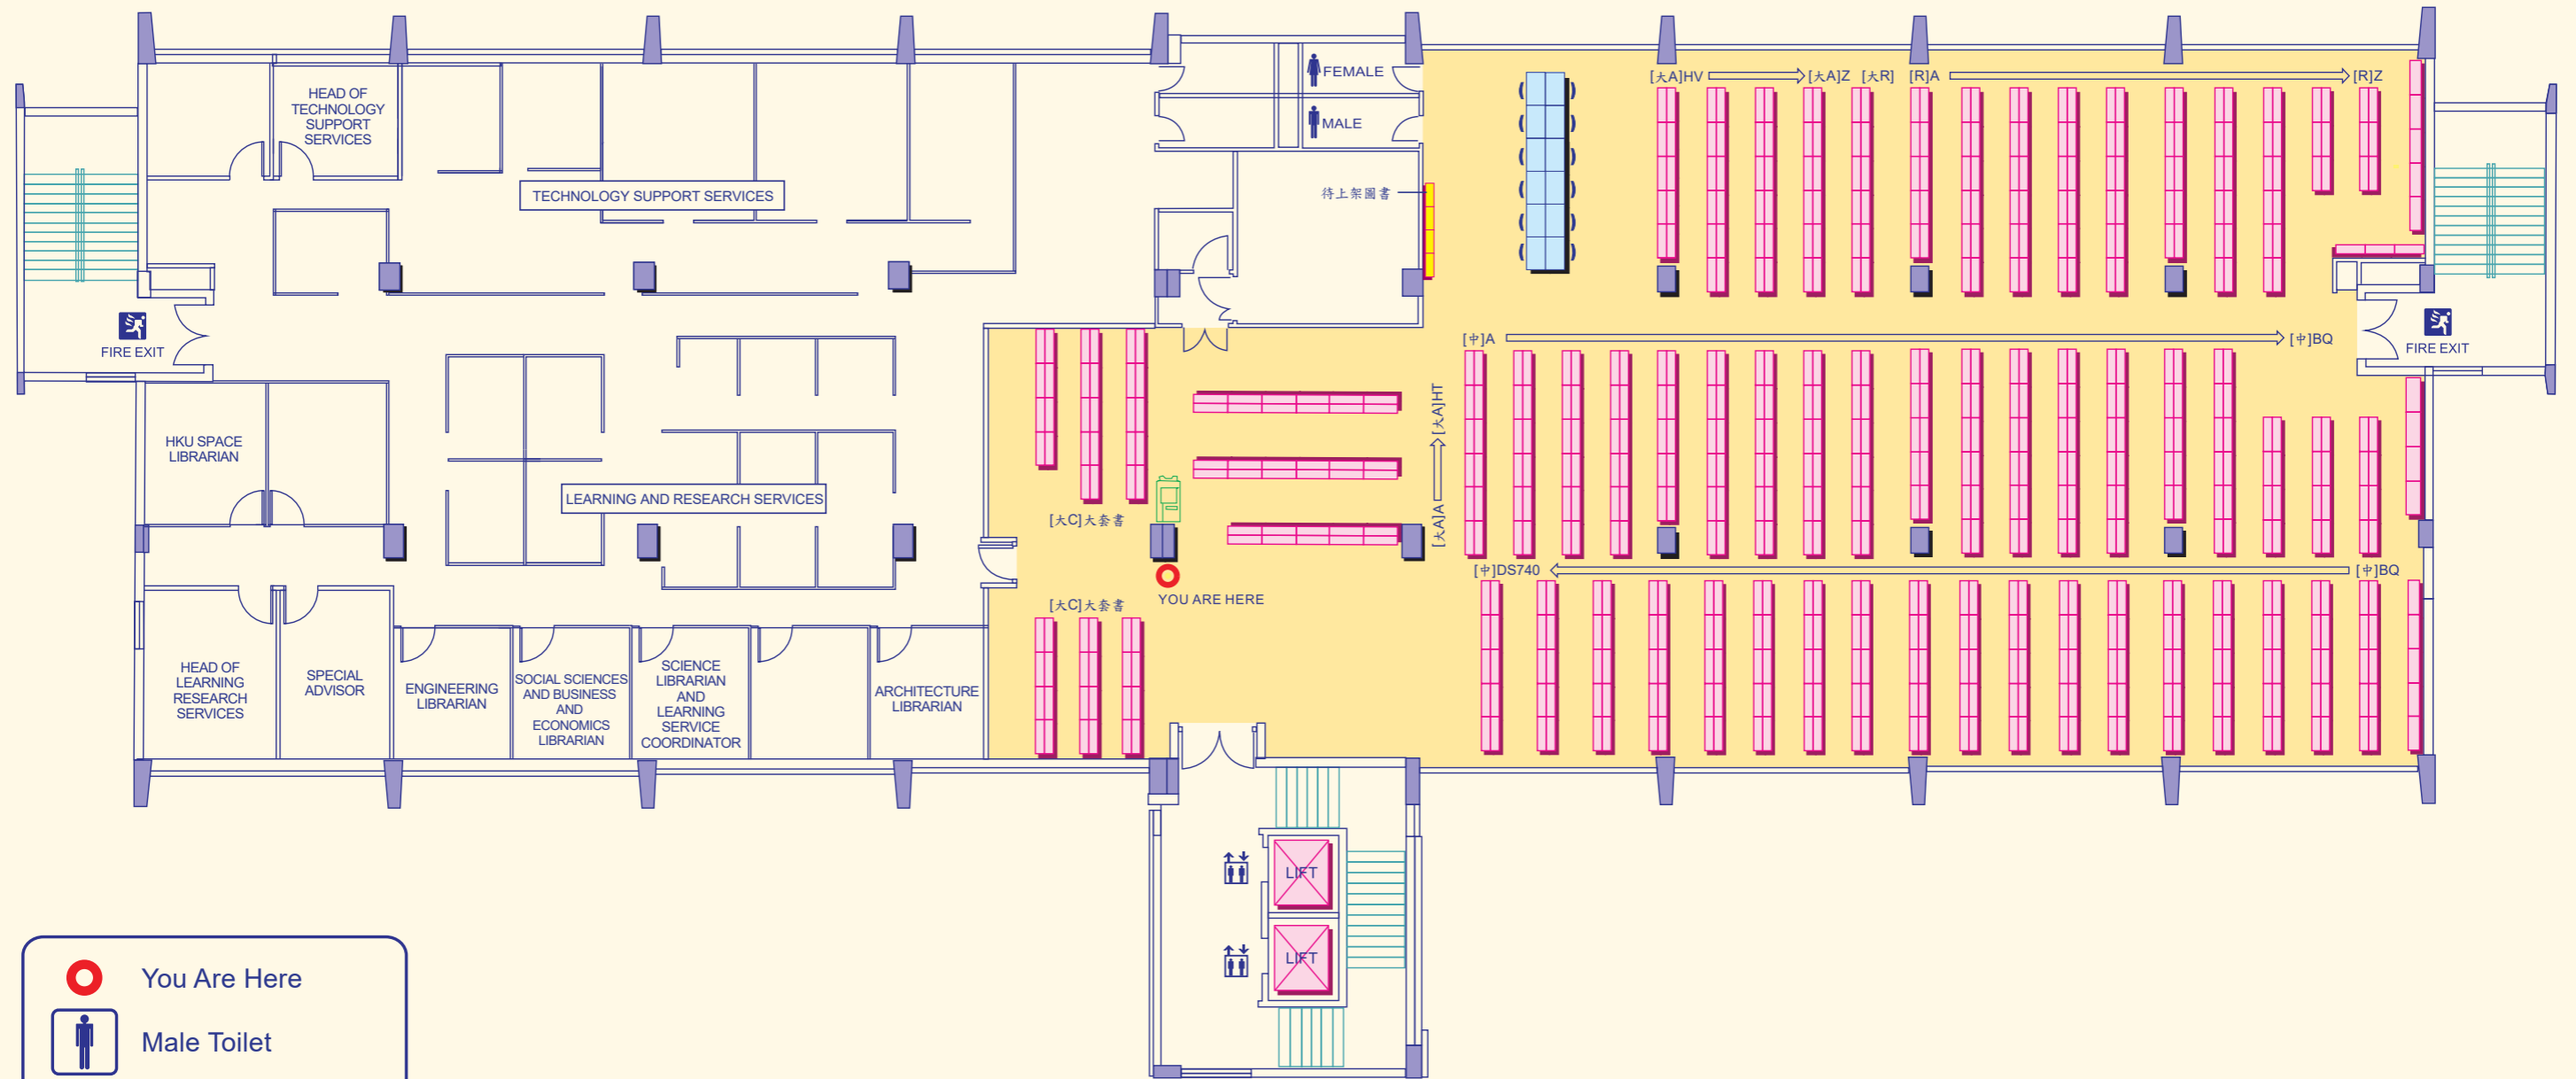 HEAD OF
TECHNOLOGY
SUPPORT
SERVICES
TECHNOLOGY SUPPORT SERVICES
FEMALE
MALE
待上架圖書
[大A]HV
[大A]Z
[大R]
[R]A
[R]Z
FIRE EXIT
[中]A
[中]BQ
FIRE EXIT
HKU SPACE
LIBRARIAN
LEARNING AND RESEARCH SERVICES
[大C]大套書
[大A]HT
[大A]A
[中]DS740
[中]BQ
YOU ARE HERE
[大C]大套書
HEAD OF
LEARNING
RESEARCH
SERVICES
SPECIAL
ADVISOR
ENGINEERING
LIBRARIAN
SOCIAL SCIENCES
AND BUSINESS
AND
ECONOMICS
LIBRARIAN
SCIENCE
LIBRARIAN
AND
LEARNING
SERVICE
COORDINATOR
ARCHITECTURE
LIBRARIAN
LIFT
LIFT
You Are Here
Male Toilet